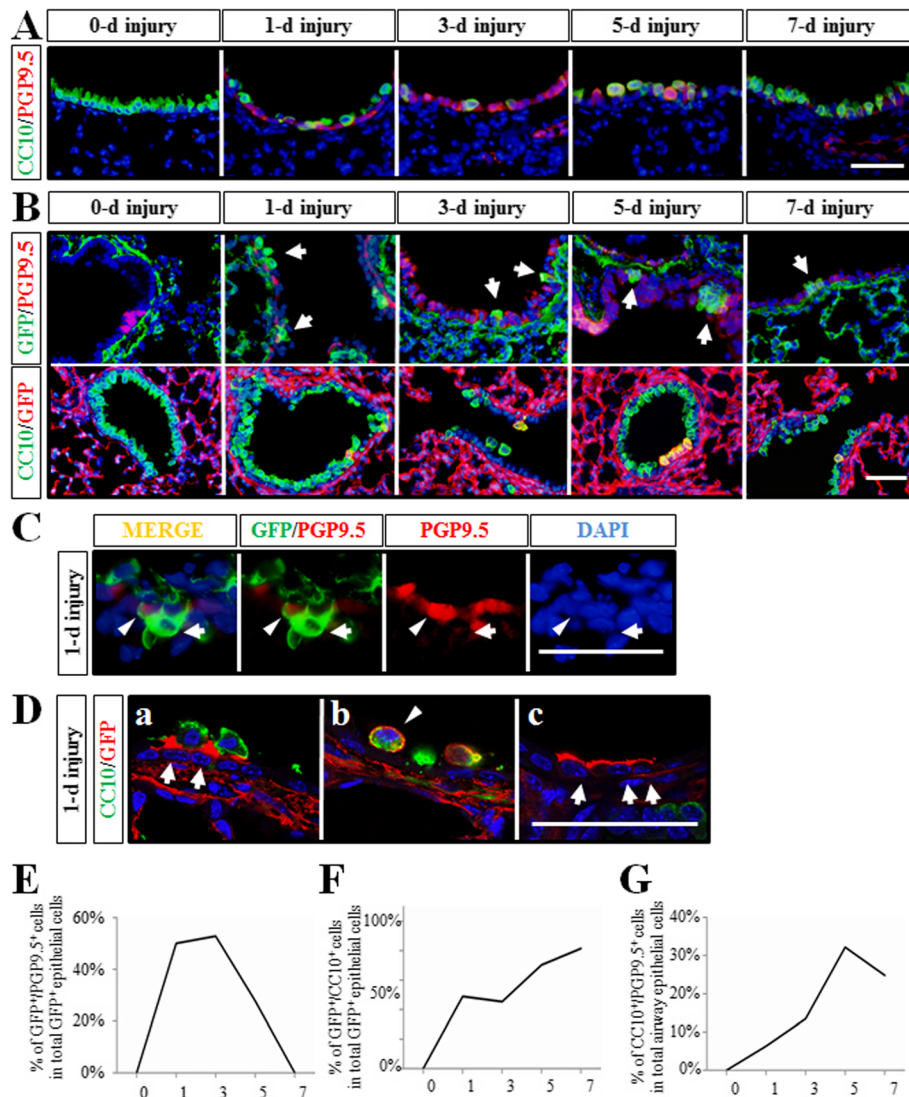 A
0-d injury 1-d injury 3-d injury 5-d injury 7-d injury
CC10/PGP9.5
B
0-d injury 1-d injury 3-d injury 5-d injury 7-d injury
GFP/PGP9.5
CC10/GFP
C
MERGE GFP/PGP9.5 PGP9.5 DAPI
1-d injury
D
1-d injury
CC10/GFP
a b c
E
% of GFP⁺/PGP9.5⁺ cells
in total GFP⁺ epithelial cells
60%
40%
20%
0%
0 1 3 5 7
F
% of GFP⁺/CC10⁺ cells
in total GFP⁺ epithelial cells
100%
50%
0%
0 1 3 5 7
G
% of CC10⁺/PGP9.5⁺ cells
in total airway epithelial cells
40%
30%
20%
10%
0%
0 1 3 5 7